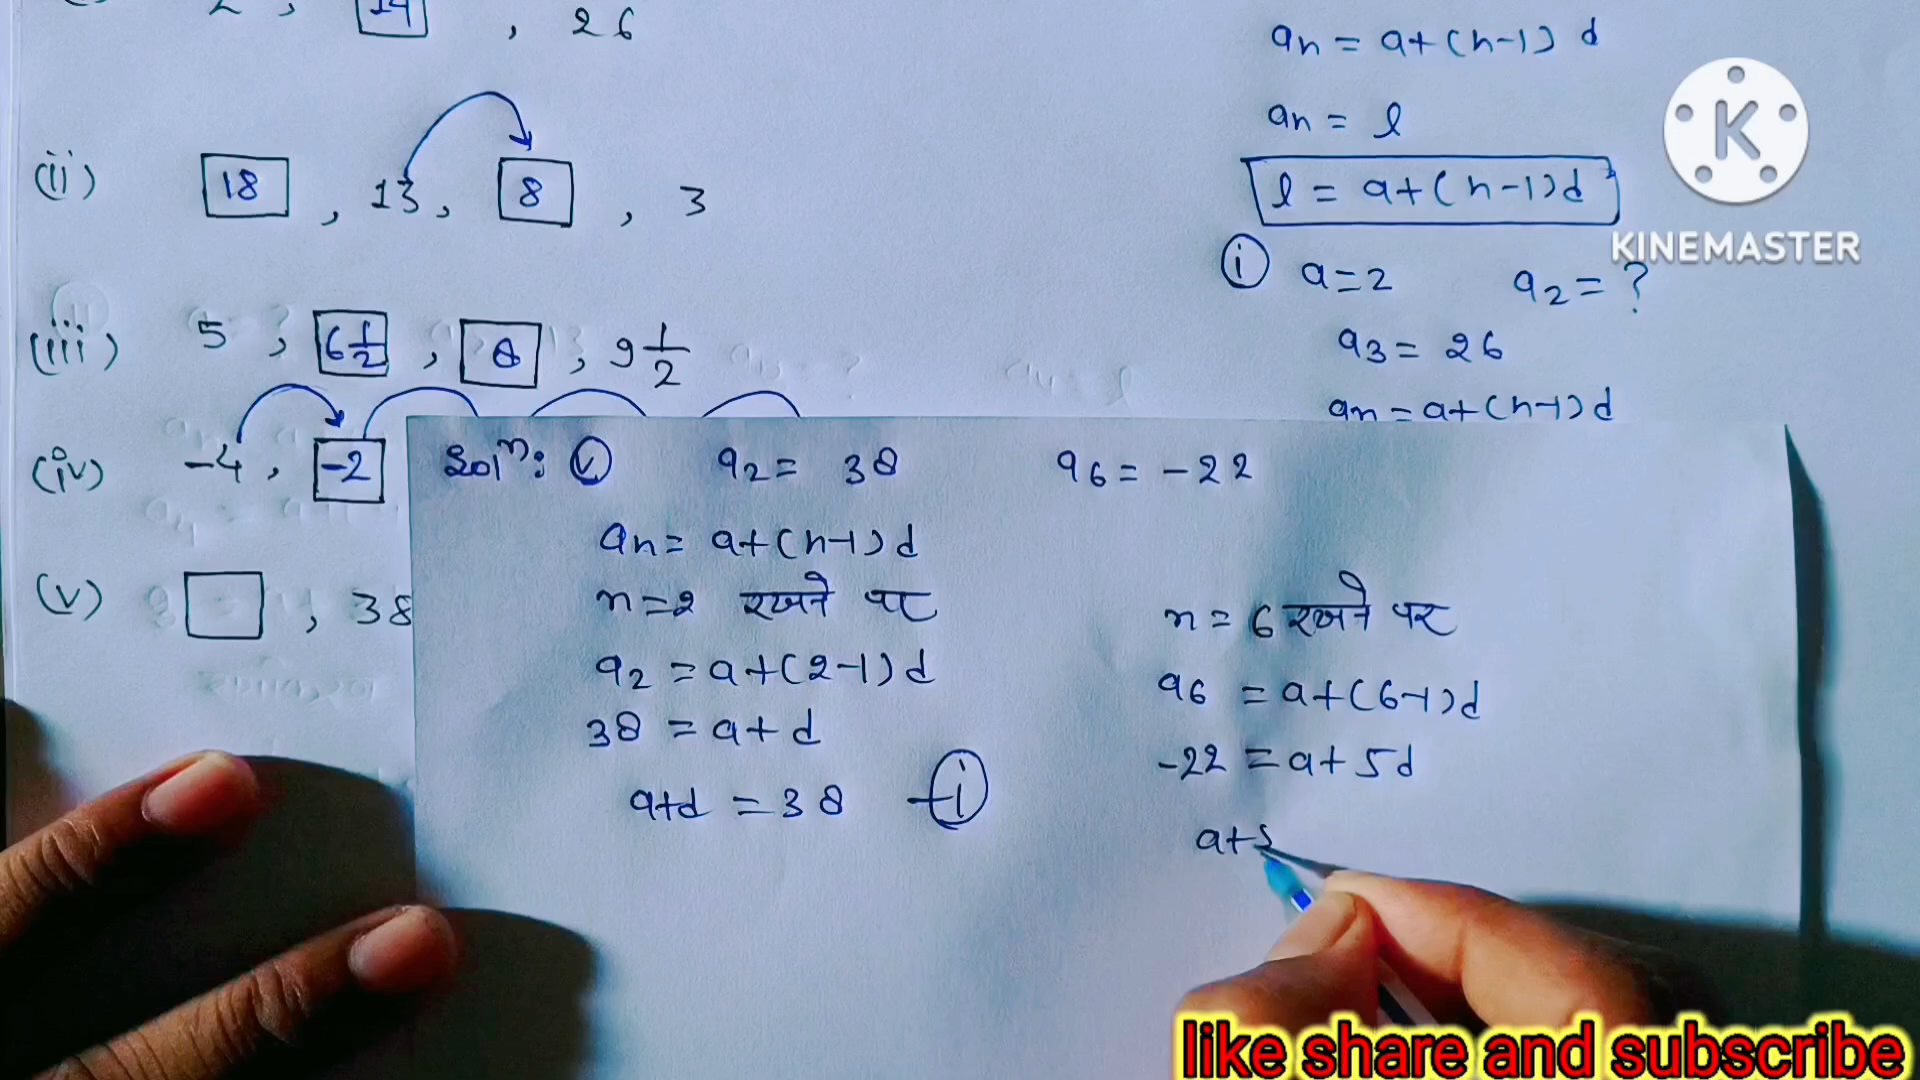 2, 14, 26
(ii) 18, 13, 8, 3
(iii) 5, 6 1/2, 8, 9 1/2
(iv) -4, -2
(v) , 38
an = a+(n-1) d
an = l
l = a+(n-1)d
i a=2 a2=?
a3 = 26
an = a+(n-1)d
KINEMASTER
Solⁿ: v a2 = 38 a6 = -22
an = a+(n-1)d
n=2 रखने पर
a2 = a+(2-1)d
38 = a+d
a+d = 38 - i
n = 6 रखने पर
a6 = a+(6-1)d
-22 = a+5d
a+5
like share and subscribe